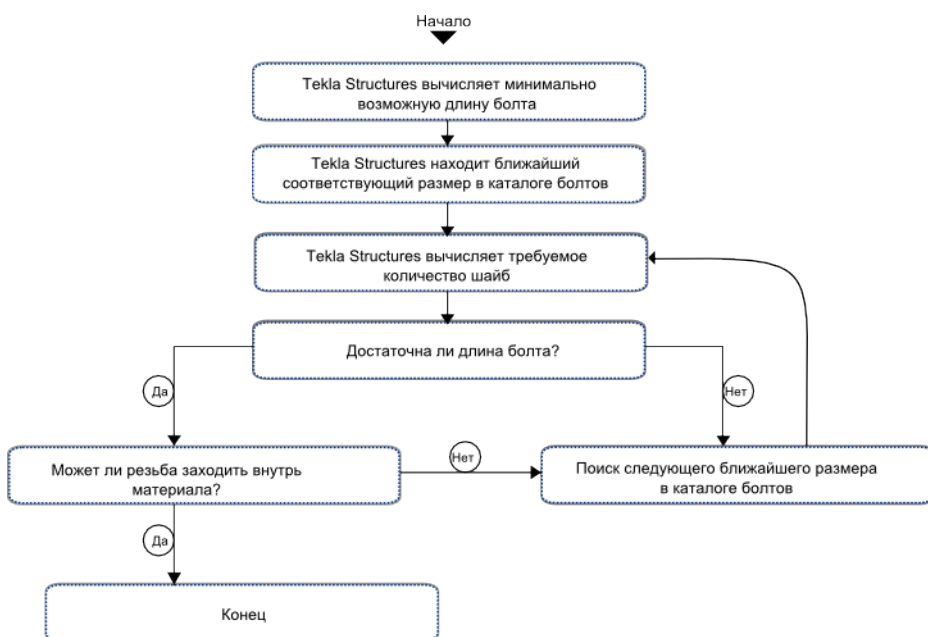 Начало
Tekla Structures вычисляет минимально
возможную длину болта
Tekla Structures находит ближайший
соответствующий размер в каталоге болтов
Tekla Structures вычисляет требуемое
количество шайб
Достаточна ли длина болта?
Да
Нет
Может ли резьба заходить внутрь
материала?
Нет
Поиск следующего ближайшего размера
в каталоге болтов
Да
Конец